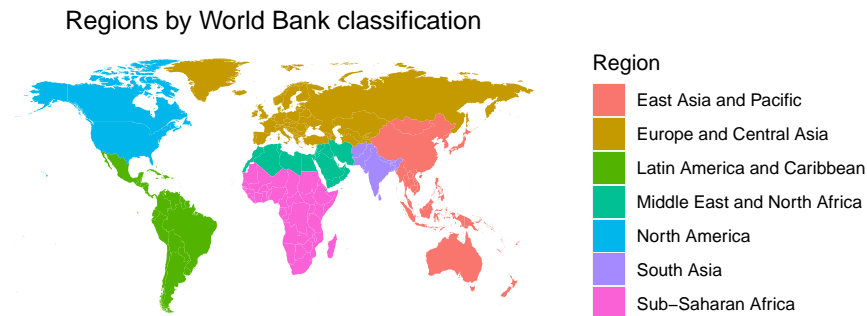 Regions by World Bank classification
Region
East Asia and Pacific
Europe and Central Asia
Latin America and Caribbean
Middle East and North Africa
North America
South Asia
Sub−Saharan Africa